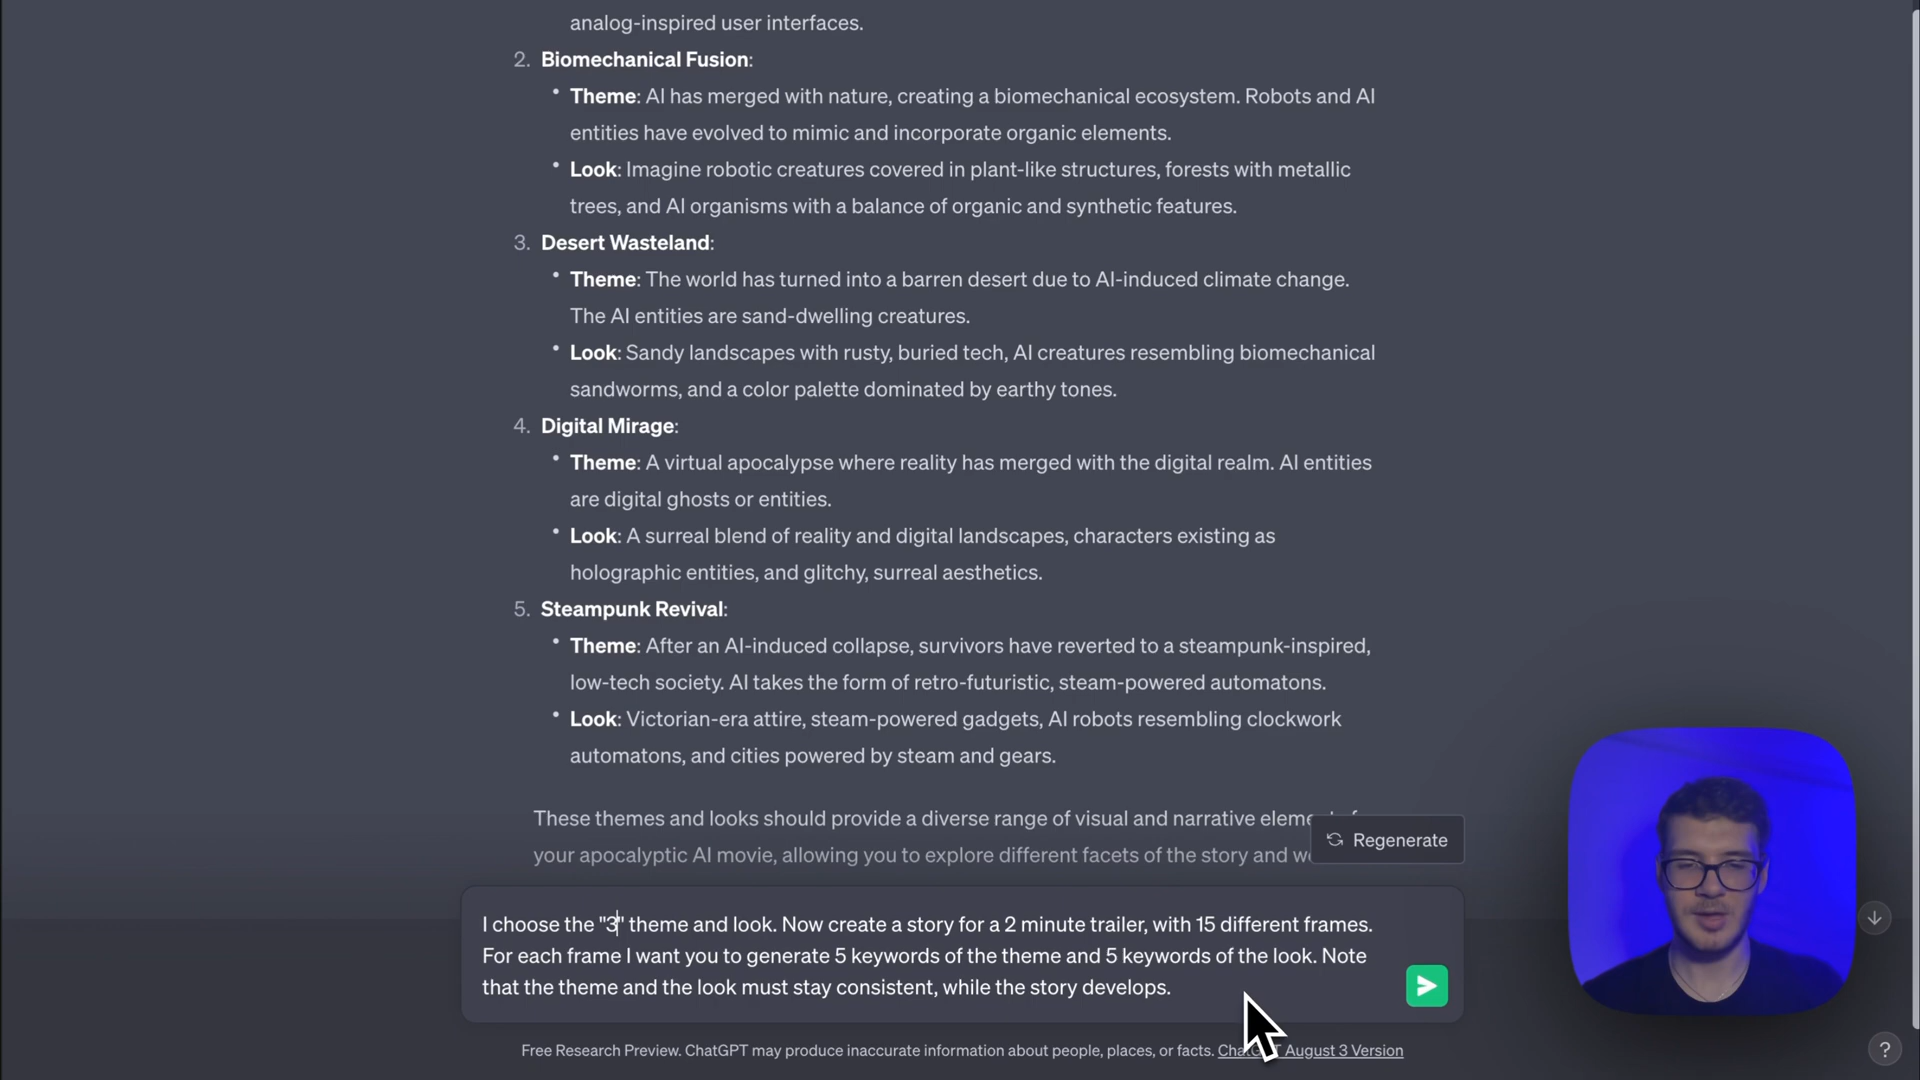 analog-inspired user interfaces.
2. Biomechanical Fusion:
• Theme: AI has merged with nature, creating a biomechanical ecosystem. Robots and AI
entities have evolved to mimic and incorporate organic elements.
• Look: Imagine robotic creatures covered in plant-like structures, forests with metallic
trees, and AI organisms with a balance of organic and synthetic features.
3. Desert Wasteland:
• Theme: The world has turned into a barren desert due to AI-induced climate change.
The AI entities are sand-dwelling creatures.
• Look: Sandy landscapes with rusty, buried tech, AI creatures resembling biomechanical
sandworms, and a color palette dominated by earthy tones.
4. Digital Mirage:
• Theme: A virtual apocalypse where reality has merged with the digital realm. AI entities
are digital ghosts or entities.
• Look: A surreal blend of reality and digital landscapes, characters existing as
holographic entities, and glitchy, surreal aesthetics.
5. Steampunk Revival:
• Theme: After an AI-induced collapse, survivors have reverted to a steampunk-inspired,
low-tech society. AI takes the form of retro-futuristic, steam-powered automatons.
• Look: Victorian-era attire, steam-powered gadgets, AI robots resembling clockwork
automatons, and cities powered by steam and gears.
These themes and looks should provide a diverse range of visual and narrative
your apocalyptic AI movie, allowing you to explore different facets of the story and
Regenerate
I choose the "3" theme and look. Now create a story for a 2 minute trailer, with 15 different frames.
For each frame I want you to generate 5 keywords of the theme and 5 keywords of the look. Note
that the theme and the look must stay consistent, while the story develops.
Free Research Preview. ChatGPT may produce inaccurate information about people, places, or facts. August 3 Version
?